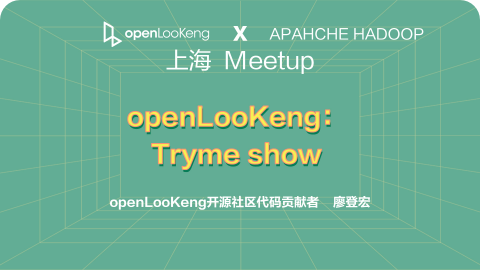 openLooKeng X APAHCHE HADOOP
上海 Meetup
openLooKeng：
Tryme show
openLooKeng开源社区代码贡献者 廖登宏